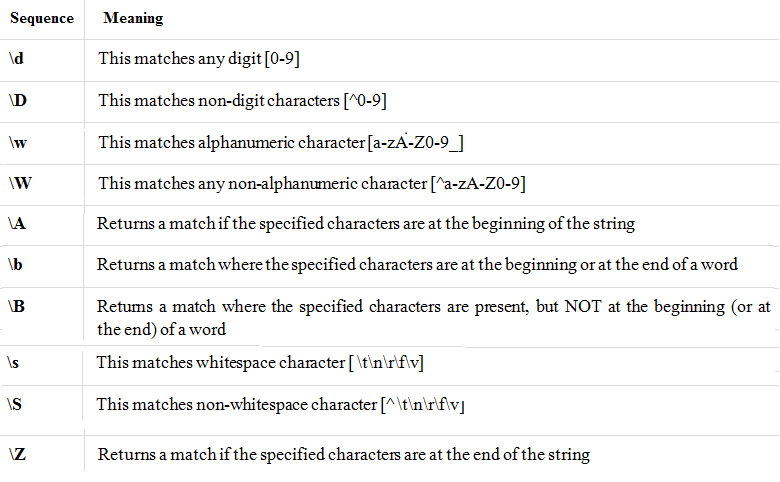 Sequence Meaning
\d This matches any digit [0-9]
\D This matches non-digit characters [^0-9]
\w This matches alphanumeric character [a-zA-Z0-9_]
\W This matches any non-alphanumeric character [^a-zA-Z0-9]
\A Returns a match if the specified characters are at the beginning of the string
\b Returns a match where the specified characters are at the beginning or at the end of a word
\B Returns a match where the specified characters are present, but NOT at the beginning (or at
the end) of a word
\s This matches whitespace character [ \t\n\r\f\v]
\S This matches non-whitespace character [^ \t\n\r\f\v]
\Z Returns a match if the specified characters are at the end of the string